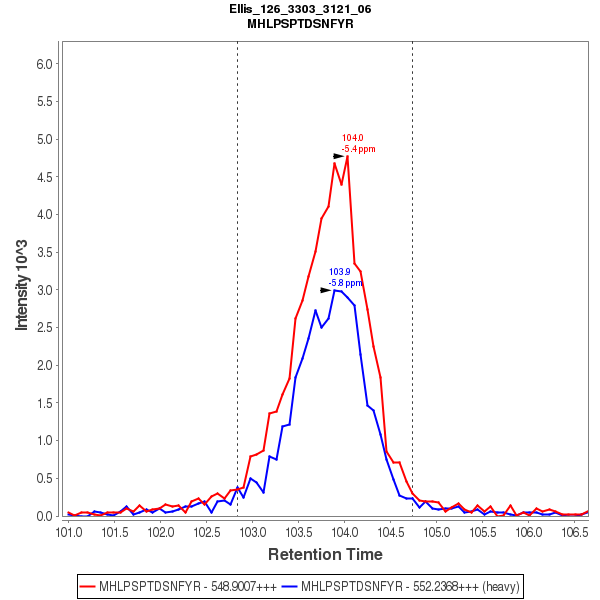 Ellis_126_3303_3121_06
MHLPSPTDSNFYR
Intensity 10^3
6.0
5.5
5.0
4.5
4.0
3.5
3.0
2.5
2.0
1.5
1.0
0.5
0.0
104.0
-5.4 ppm
103.9
-5.8 ppm
101.0 101.5 102.0 102.5 103.0 103.5 104.0 104.5 105.0 105.5 106.0 106.5
Retention Time
MHLPSPTDSNFYR - 548.9007+++ MHLPSPTDSNFYR - 552.2368+++ (heavy)